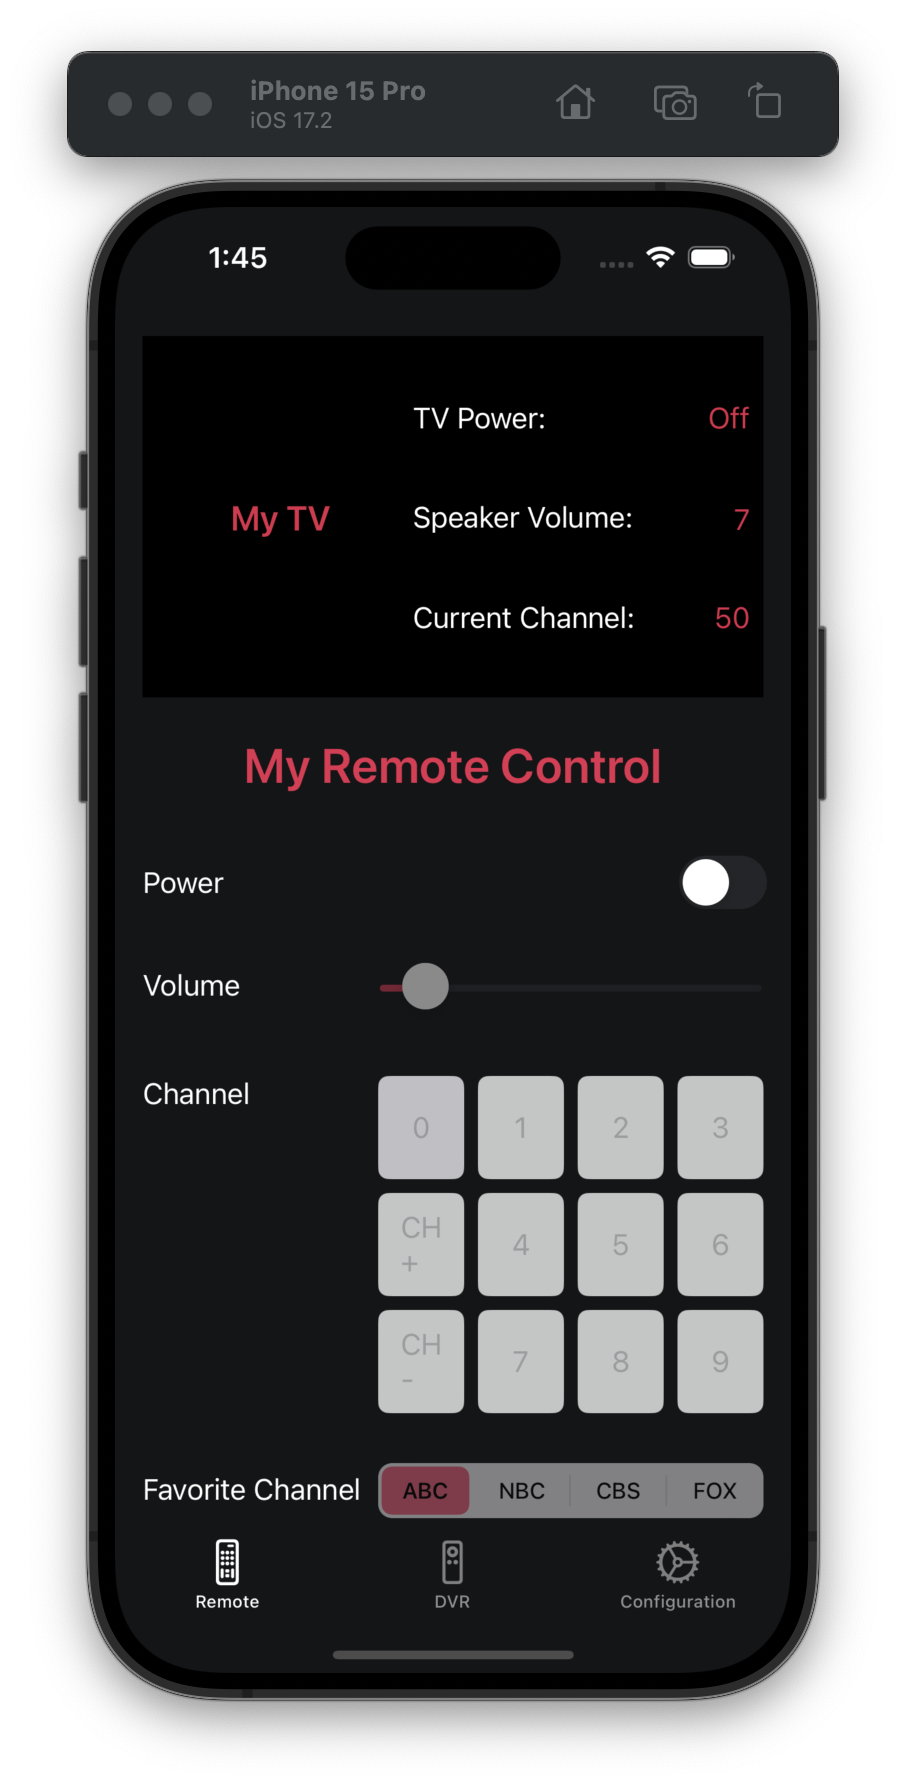 iPhone 15 Pro
iOS 17.2
1:45
TV Power: Off
My TV
Speaker Volume: 7
Current Channel: 50
My Remote Control
Power
Volume
Channel
0 1 2 3
CH
+
4 5 6
CH
-
7 8 9
Favorite Channel ABC NBC CBS FOX
Remote DVR Configuration